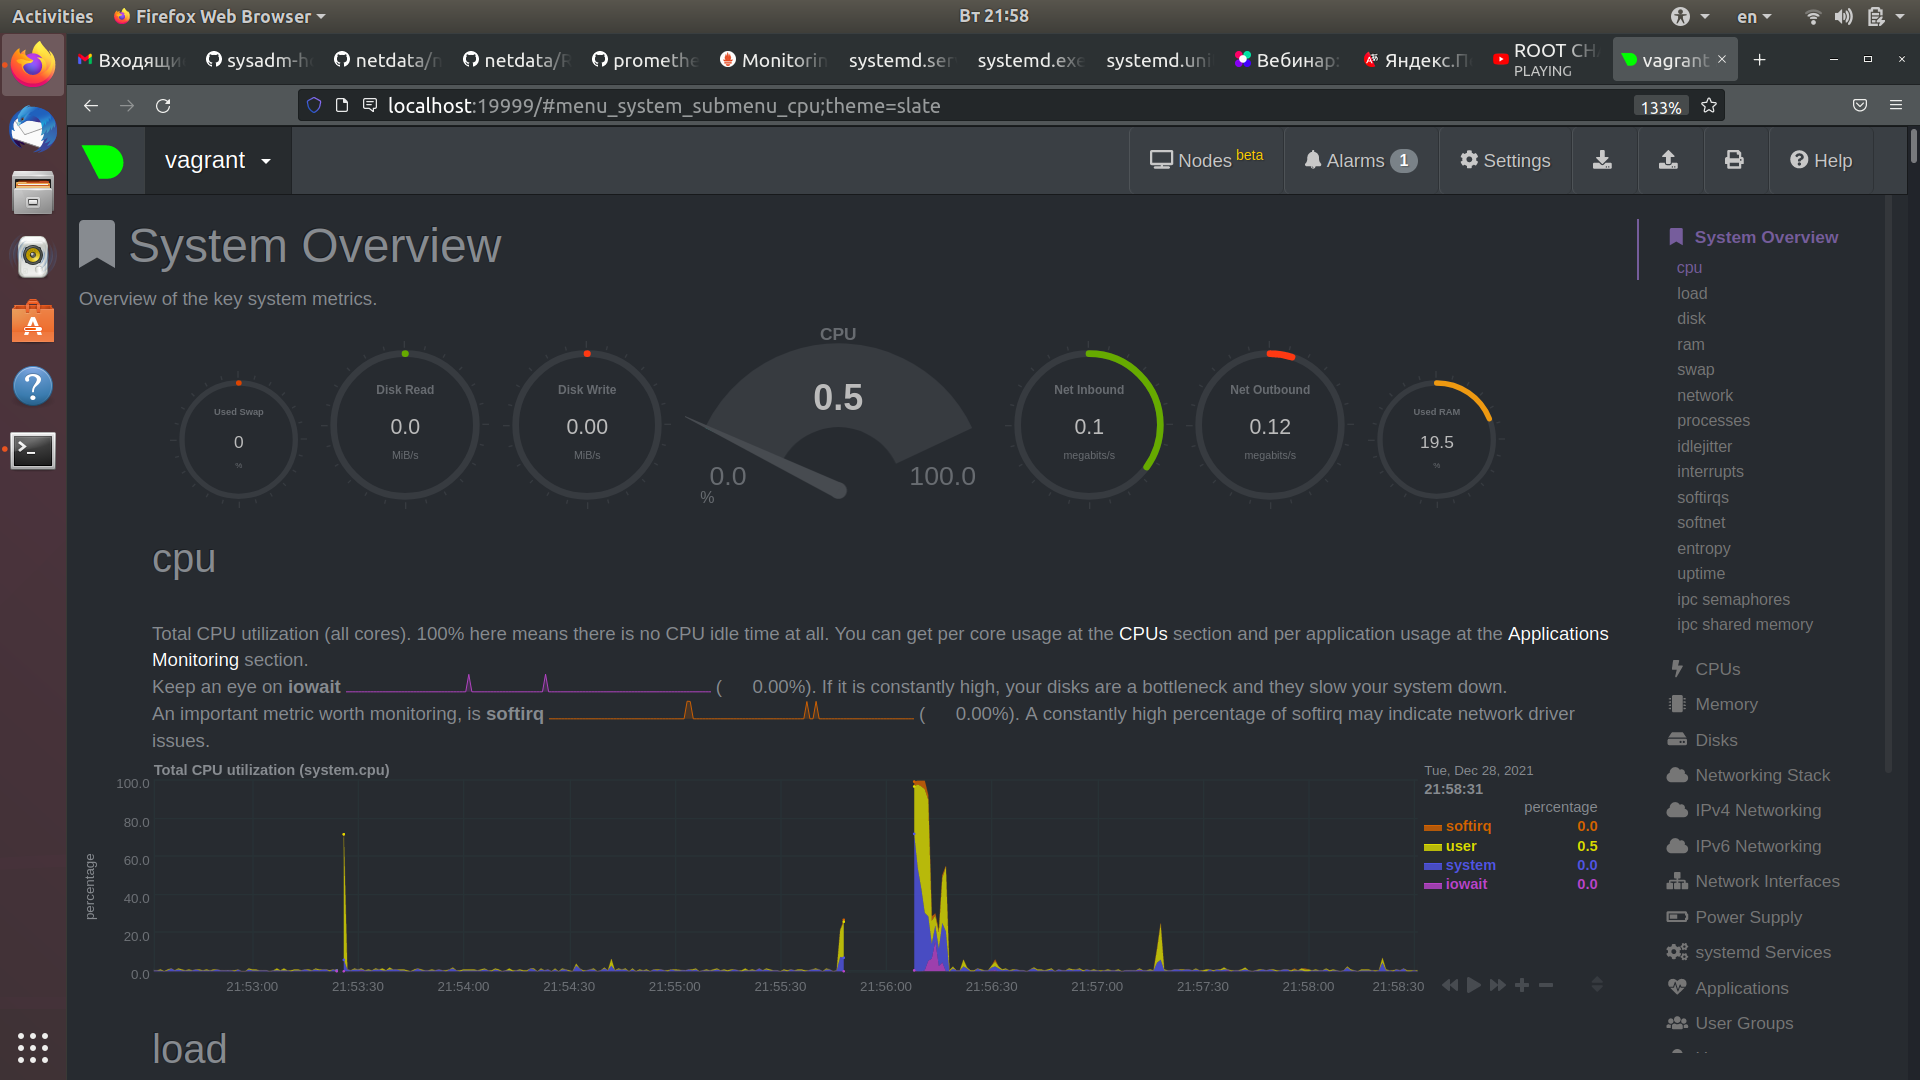 Activities Firefox Web Browser Вт 21:58 en
Входящи sysadm-h netdata/n netdata/R promethe Monitorin systemd.ser systemd.exe systemd.uni Вебинар: Яндекс.П ROOT CH vagrant
PLAYING
localhost:19999/#menu_system_submenu_cpu;theme=slate 133%
vagrant Nodes beta Alarms 1 Settings Help
System Overview
Overview of the key system metrics.
Used Swap
0
%
Disk Read
0.0
MiB/s
Disk Write
0.00
MiB/s
CPU
0.5
0.0 100.0
%
Net Inbound
0.1
megabits/s
Net Outbound
0.12
megabits/s
Used RAM
19.5
%
cpu
Total CPU utilization (all cores). 100% here means there is no CPU idle time at all. You can get per core usage at the CPUs section and per application usage at the Applications
Monitoring section.
Keep an eye on iowait ( 0.00%). If it is constantly high, your disks are a bottleneck and they slow your system down.
An important metric worth monitoring, is softirq ( 0.00%). A constantly high percentage of softirq may indicate network driver
issues.
Total CPU utilization (system.cpu)
percentage
100.0
80.0
60.0
40.0
20.0
0.0
21:53:00 21:53:30 21:54:00 21:54:30 21:55:00 21:55:30 21:56:00 21:56:30 21:57:00 21:57:30 21:58:00 21:58:30
Tue, Dec 28, 2021
21:58:31
percentage
softirq 0.0
user 0.5
system 0.0
iowait 0.0
load
System Overview
cpu
load
disk
ram
swap
network
processes
idlejitter
interrupts
softirqs
softnet
entropy
uptime
ipc semaphores
ipc shared memory
CPUs
Memory
Disks
Networking Stack
IPv4 Networking
IPv6 Networking
Network Interfaces
Power Supply
systemd Services
Applications
User Groups